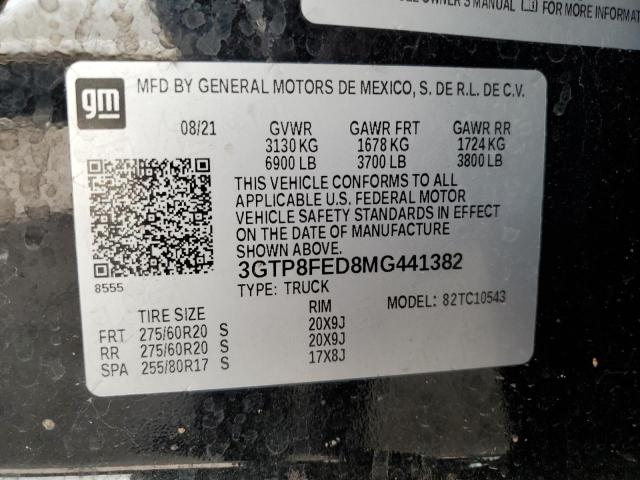 OWNER'S MANUAL FOR MORE INFORMAT
gm
MFD BY GENERAL MOTORS DE MEXICO, S. DE R.L. DE C.V.
08/21 GVWR GAWR FRT GAWR RR
3130 KG 1678 KG 1724 KG
6900 LB 3700 LB 3800 LB
THIS VEHICLE CONFORMS TO ALL
APPLICABLE U.S. FEDERAL MOTOR
VEHICLE SAFETY STANDARDS IN EFFECT
ON THE DATE OF MANUFACTURE
SHOWN ABOVE.
8555
3GTP8FED8MG441382
TYPE: TRUCK MODEL: 82TC10543
TIRE SIZE RIM
FRT 275/60R20 S 20X9J
RR 275/60R20 S 20X9J
SPA 255/80R17 S 17X8J